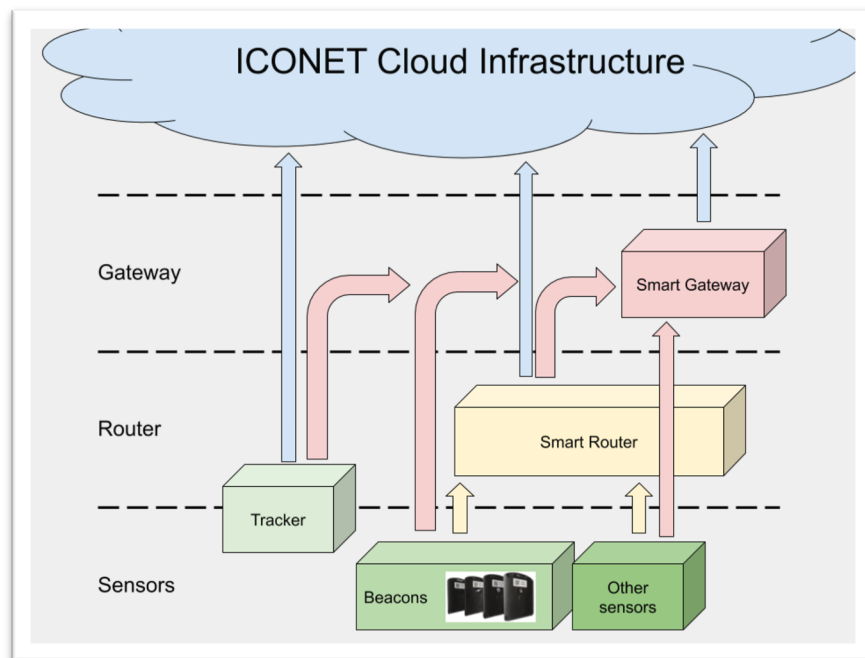 ICONET Cloud Infrastructure
Gateway
Smart Gateway
Router
Smart Router
Tracker
Sensors
Beacons
Other
sensors